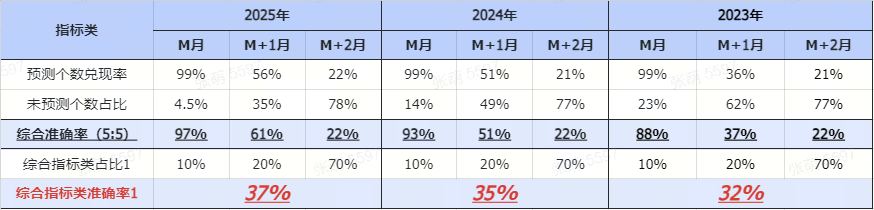 指标类 2025年 2024年 2023年
M月 M+1月 M+2月 M月 M+1月 M+2月 M月 M+1月 M+2月
预测个数兑现率 99% 56% 22% 99% 51% 21% 99% 36% 21%
未预测个数占比 4.5% 35% 78% 14% 49% 77% 23% 62% 77%
综合准确率（5:5） 97% 61% 22% 93% 51% 22% 88% 37% 22%
综合指标类占比1 10% 20% 70% 10% 20% 70% 10% 20% 70%
综合指标类准确率1 37% 35% 32%